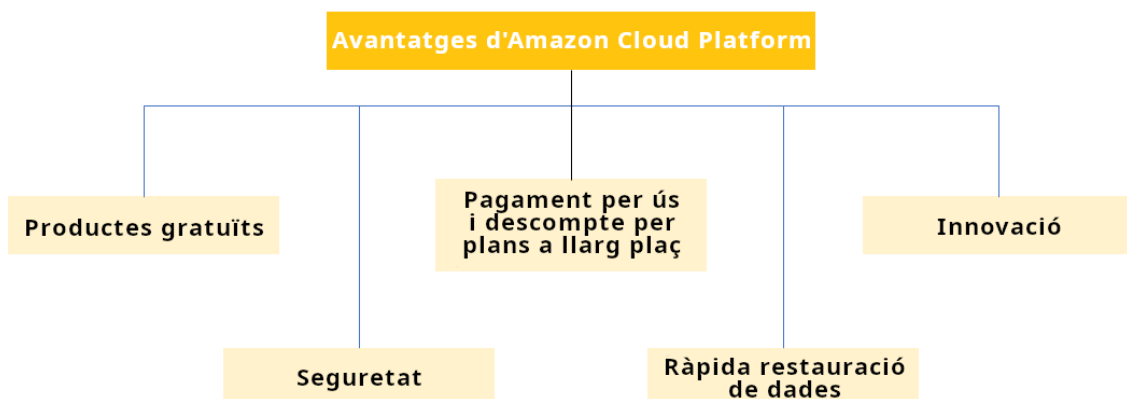 Avantatges d'Amazon Cloud Platform
Productes gratuïts
Pagament per ús
i descompte per
plans a llarg plaç
Innovació
Seguretat
Ràpida restauració
de dades